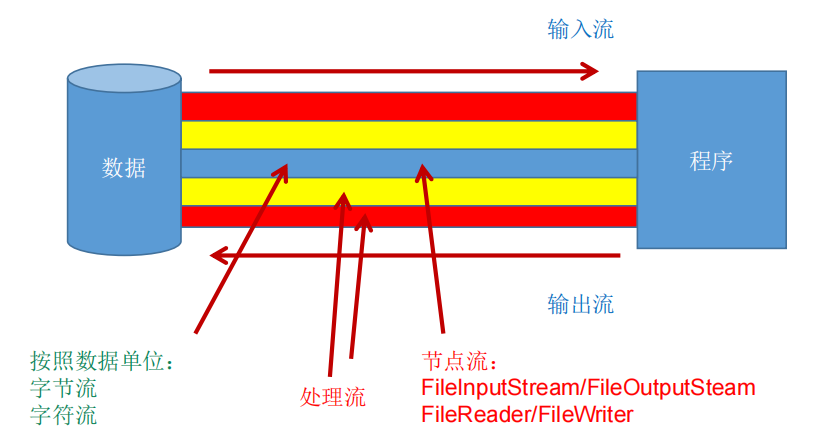 输入流
数据
程序
输出流
按照数据单位：
字节流
字符流
处理流
节点流：
FileInputStream/FileOutputSteam
FileReader/FileWriter